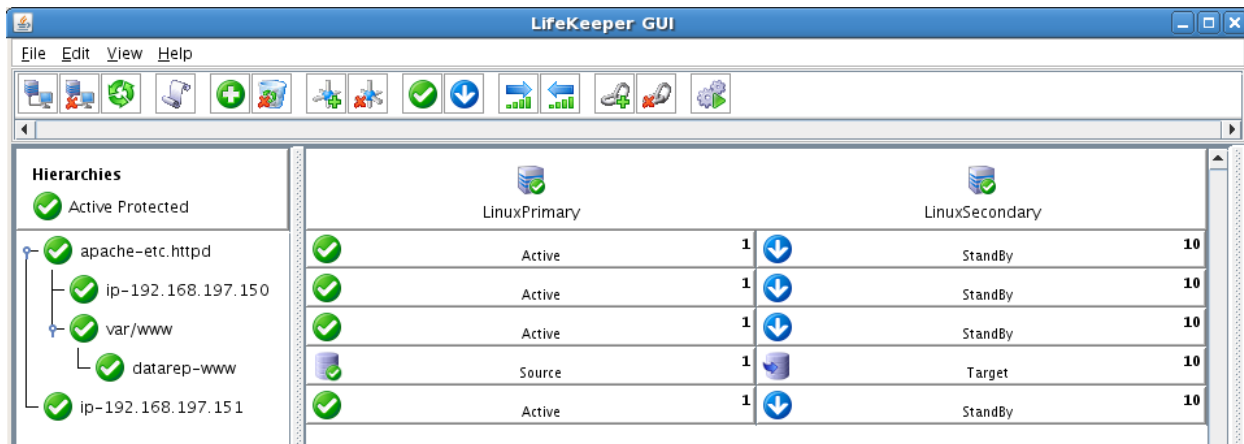 LifeKeeper GUI
File Edit View Help
Hierarchies
Active Protected
LinuxPrimary
LinuxSecondary
apache-etc.httpd
Active 1
StandBy 10
ip-192.168.197.150
Active 1
StandBy 10
var/www
Active 1
StandBy 10
datarep-www
Source 1
Target 10
ip-192.168.197.151
Active 1
StandBy 10